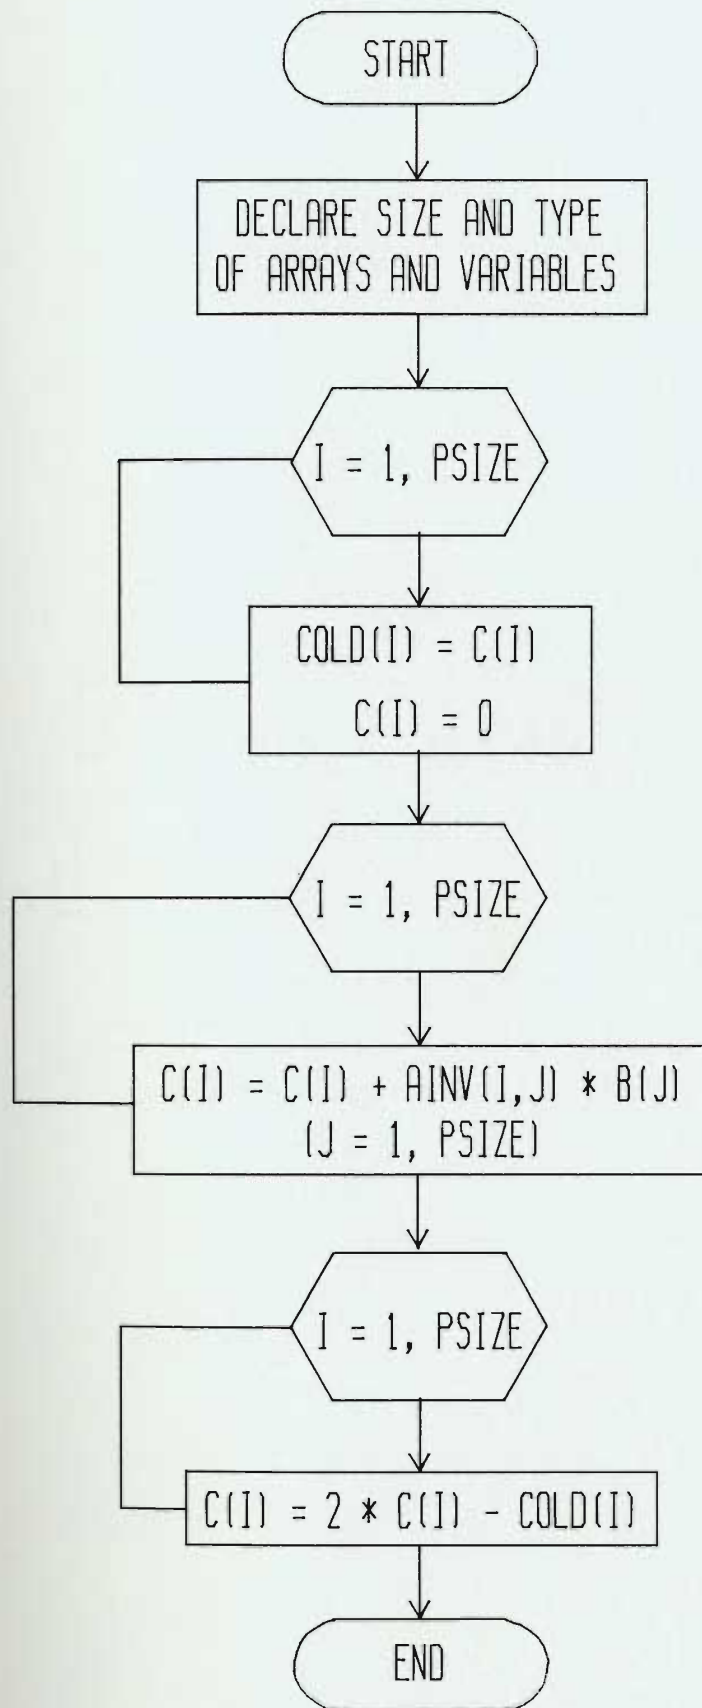 START
DECLARE SIZE AND TYPE
OF ARRAYS AND VARIABLES
I = 1, PSIZE
COLD(I) = C(I)
C(I) = 0
I = 1, PSIZE
C(I) = C(I) + AINV(I,J) * B(J)
(J = 1, PSIZE)
I = 1, PSIZE
C(I) = 2 * C(I) - COLD(I)
END